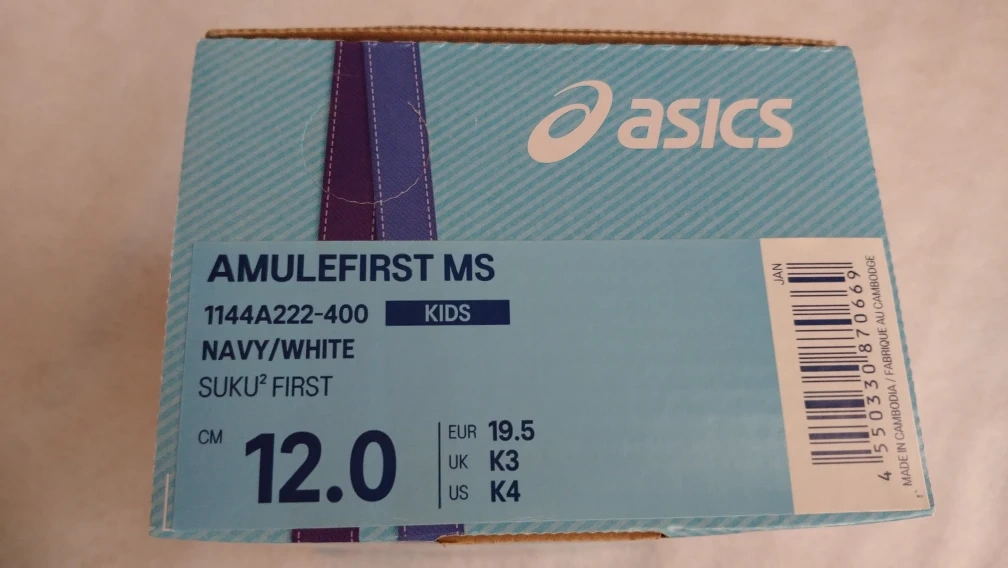 asics
AMULEFIRST MS
1144A222-400 KIDS
NAVY/WHITE
SUKU² FIRST
CM 12.0
EUR 19.5
UK K3
US K4
JAN
4 550330 870669
MADE IN CAMBODIA / FABRIQUE AU CAMBODGE